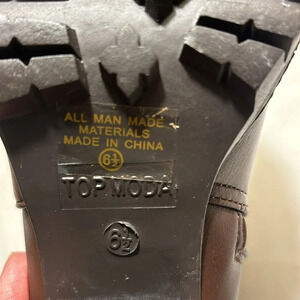 ALL MAN MADE
MATERIALS
MADE IN CHINA
6½
TOP MODA
6½